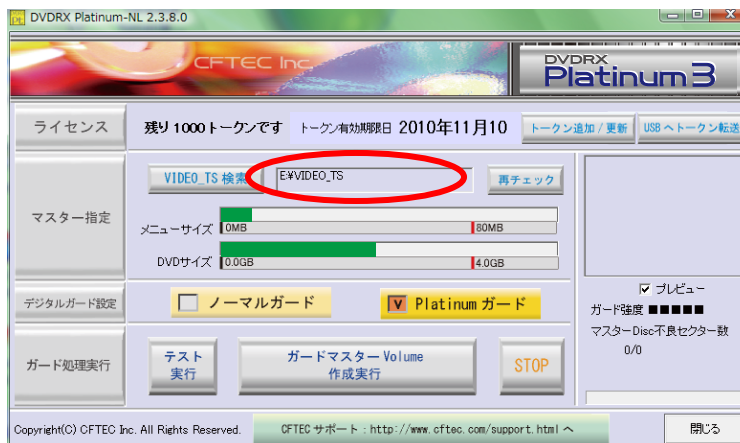 DVDRX Platinum-NL 2.3.8.0
CFTEC Inc.
DVDRX
Platinum 3
ライセンス
残り1000トークンです トークン有効期限日 2010年11月10
トークン追加/更新
USBへトークン転送
マスター指定
VIDEO_TS 検索
E:¥VIDEO_TS
再チェック
メニューサイズ 0MB 80MB
DVDサイズ 0.0GB 4.0GB
プレビュー
デジタルガード設定
ノーマルガード
V Platinum ガード
ガード強度 ■■■■■
マスターDisc不良セクター数
0/0
ガード処理実行
テスト
実行
ガードマスター Volume
作成実行
STOP
Copyright(C) CFTEC Inc. All Rights Reserved.
CFTEC サポート : http://www.cftec.com/support.html へ
閉じる